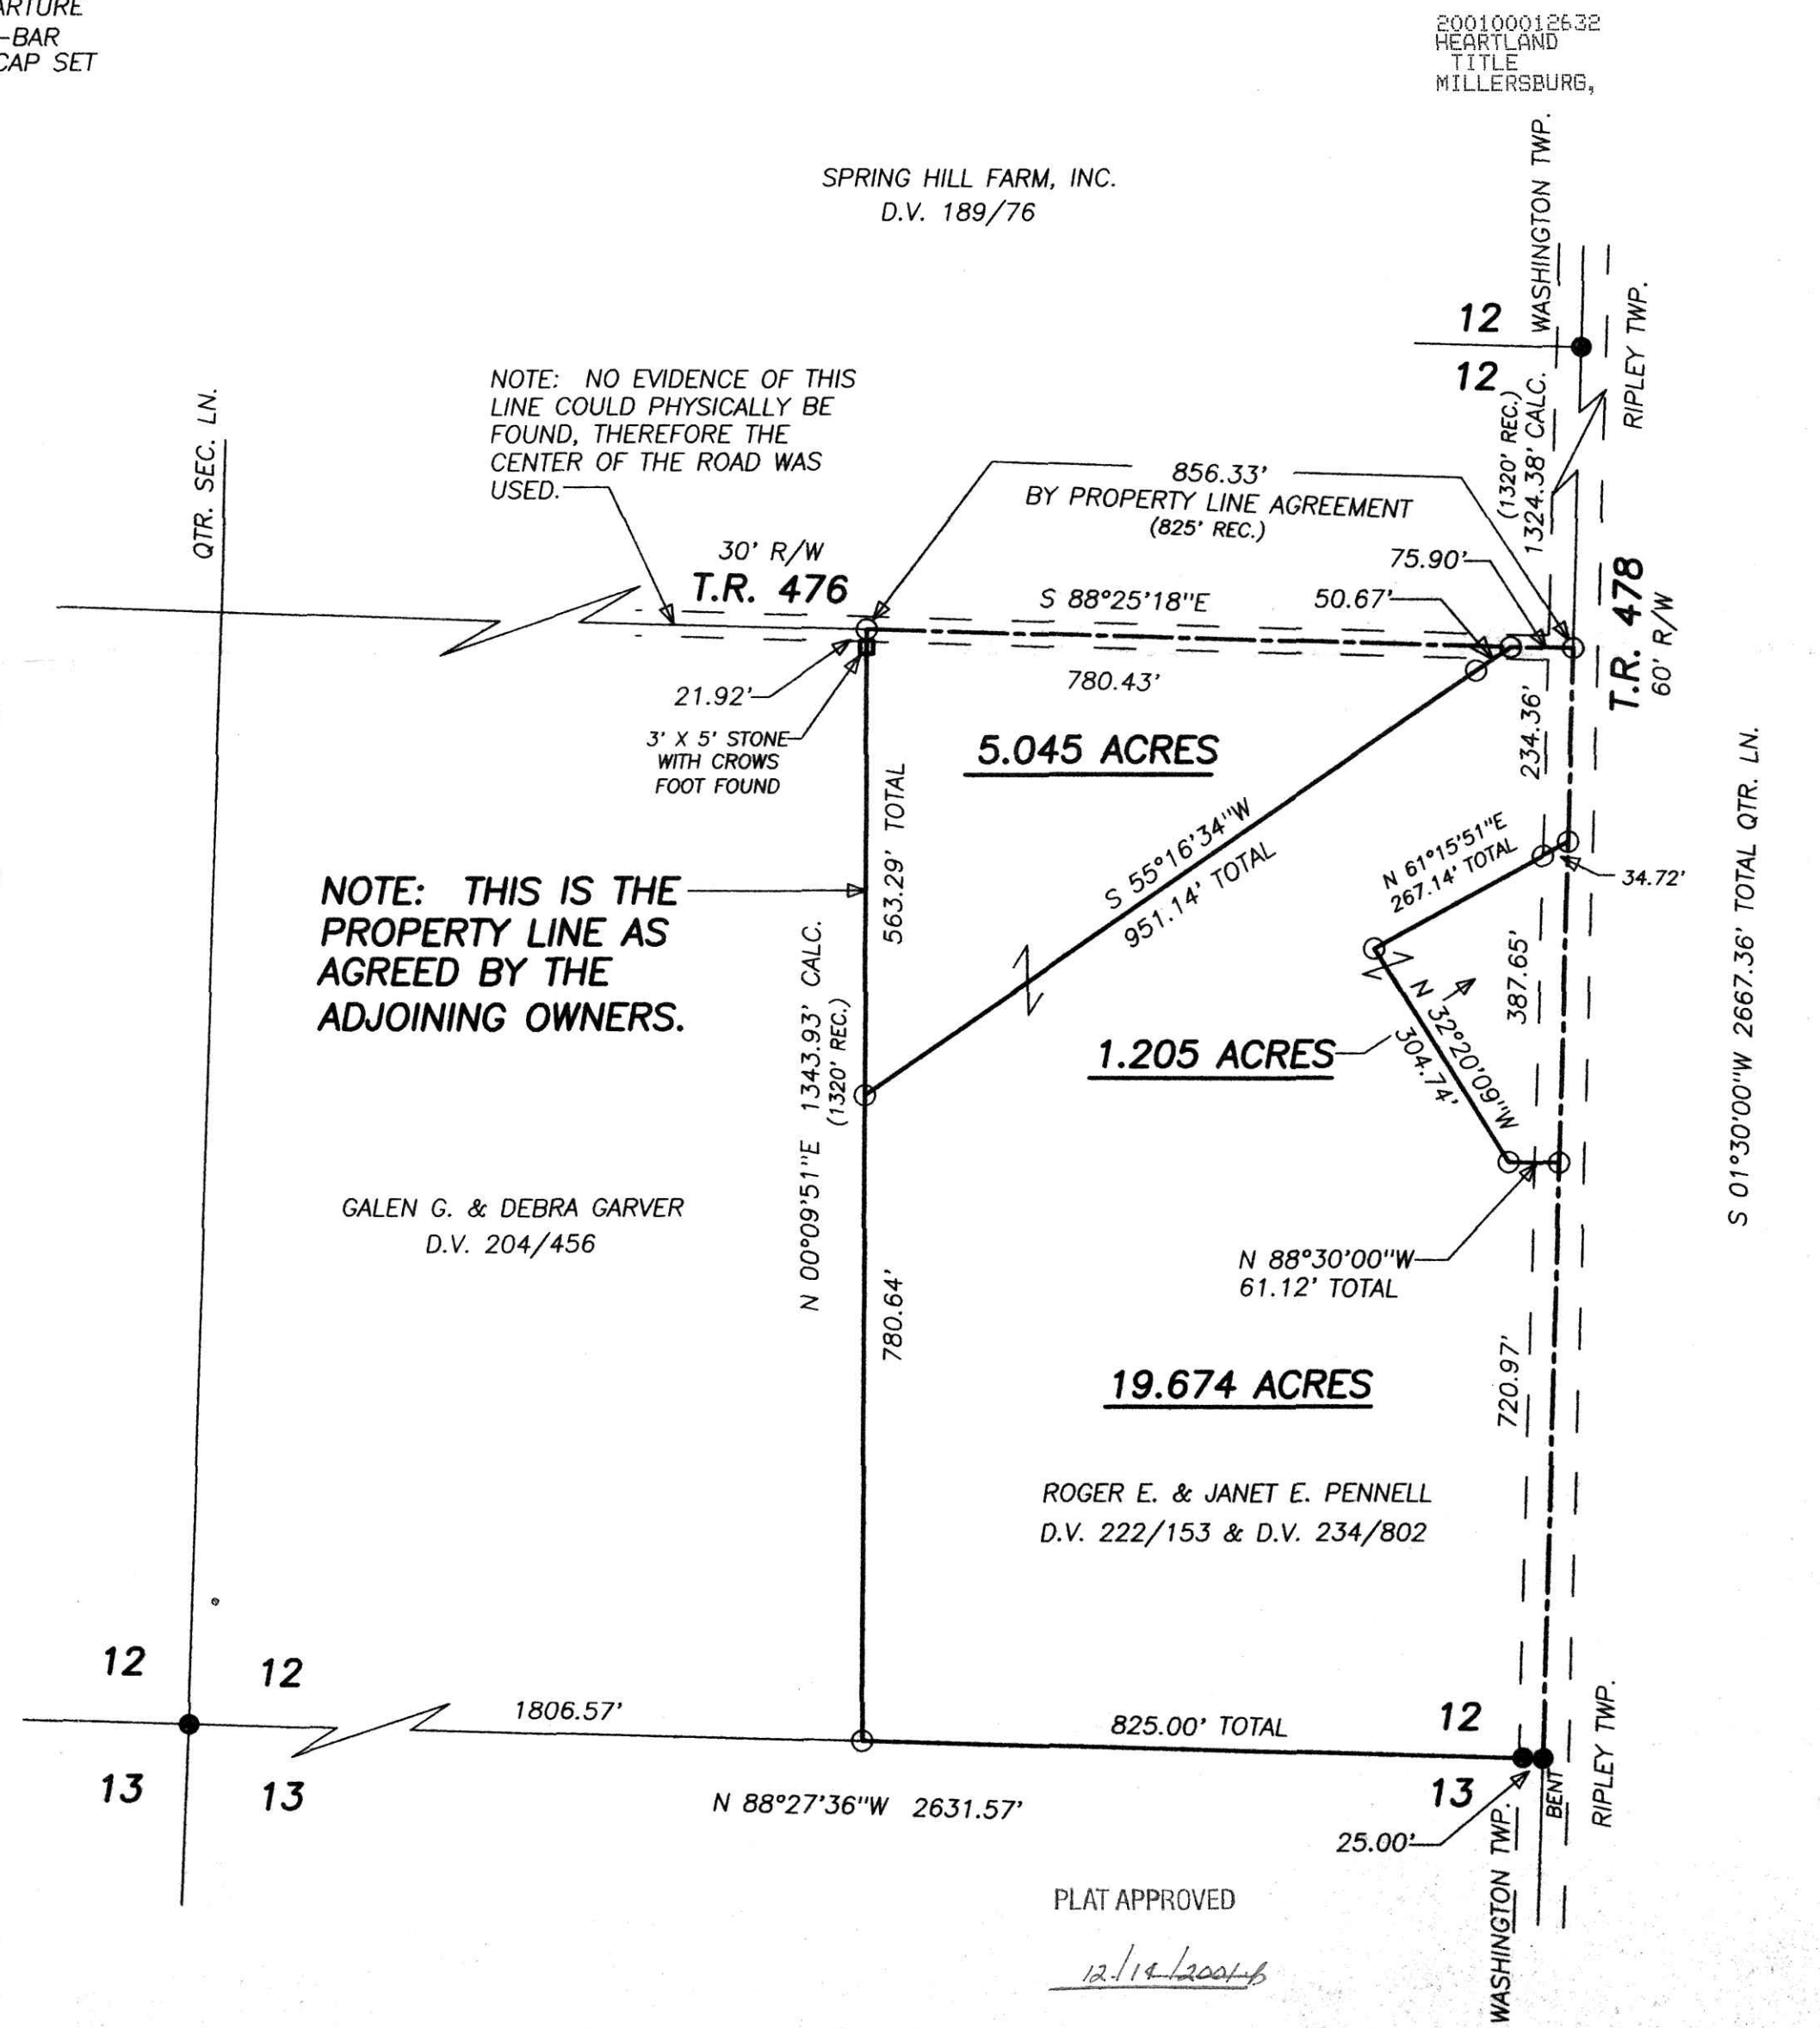 ARTURE
-BAR
CAP SET
200100012632
HEARTLAND
TITLE
MILLERSBURG,
SPRING HILL FARM, INC.
D.V. 189/76
WASHINGTON TWP.
RIPLEY TWP.
12
12
(1320' REC.)
1324.38' CALC.
QTR. SEC. LN.
NOTE: NO EVIDENCE OF THIS
LINE COULD PHYSICALLY BE
FOUND, THEREFORE THE
CENTER OF THE ROAD WAS
USED.
856.33'
BY PROPERTY LINE AGREEMENT
(825' REC.)
30' R/W
T.R. 476
S 88°25'18"E
75.90'
50.67'
T.R. 478
60' R/W
21.92'
780.43'
3' X 5' STONE
WITH CROWS
FOOT FOUND
5.045 ACRES
234.36'
563.29' TOTAL
S 55°16'34"W
951.14' TOTAL
N 61°15'51"E
267.14' TOTAL
34.72'
S 01°30'00"W 2667.36' TOTAL QTR. LN.
NOTE: THIS IS THE
PROPERTY LINE AS
AGREED BY THE
ADJOINING OWNERS.
387.65'
N 00°09'51"E 1343.93' CALC.
(1320' REC.)
1.205 ACRES
N 32°20'09"W
304.74'
GALEN G. & DEBRA GARVER
D.V. 204/456
N 88°30'00"W
61.12' TOTAL
780.64'
19.674 ACRES
720.97'
ROGER E. & JANET E. PENNELL
D.V. 222/153 & D.V. 234/802
12
12
1806.57'
825.00' TOTAL
12
13
13
N 88°27'36"W 2631.57'
13
BENT
RIPLEY TWP.
25.00'
WASHINGTON TWP.
PLAT APPROVED